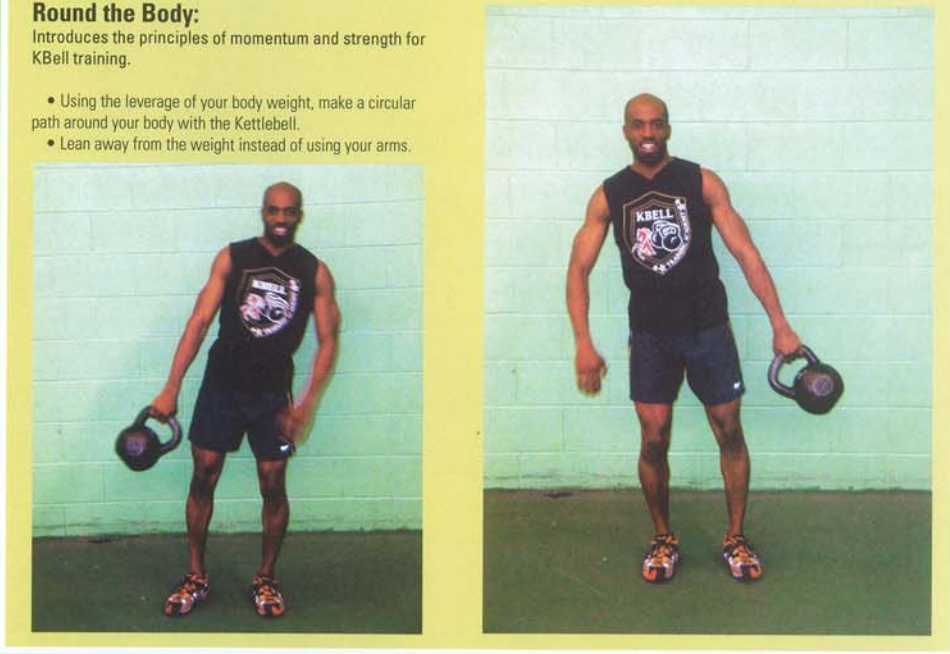 Round the Body:
Introduces the principles of momentum and strength for
KBell training.
• Using the leverage of your body weight, make a circular
path around your body with the Kettlebell.
• Lean away from the weight instead of using your arms.
KBELL
KBELL
TRAINING